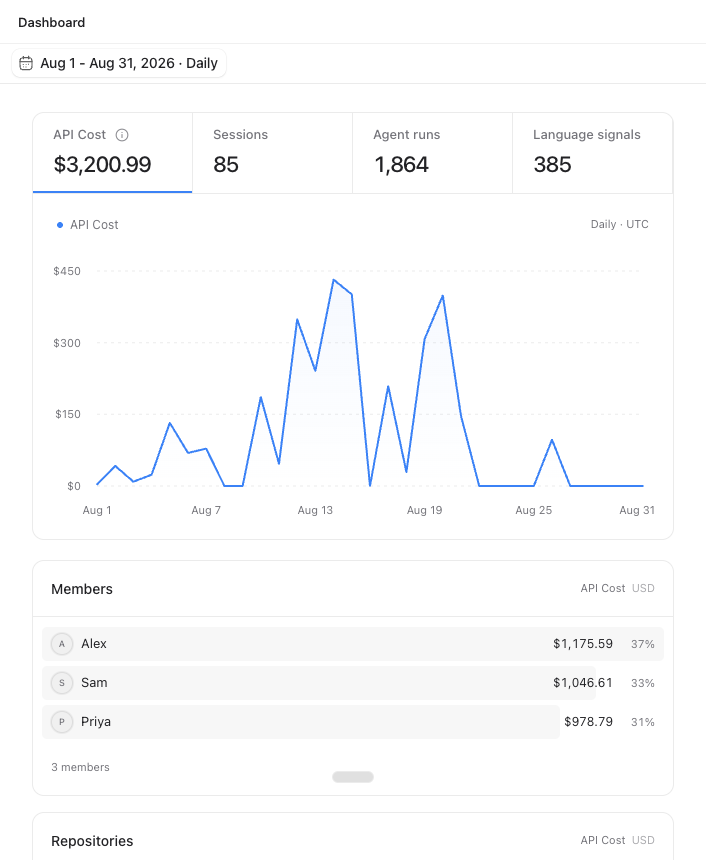 Dashboard
Aug 1 - Aug 31, 2026 · Daily
API Cost
$3,200.99
Sessions
85
Agent runs
1,864
Language signals
385
API Cost
Daily · UTC
$450
$300
$150
$0
Aug 1 Aug 7 Aug 13 Aug 19 Aug 25 Aug 31
Members API Cost USD
A Alex $1,175.59 37%
S Sam $1,046.61 33%
P Priya $978.79 31%
3 members
Repositories API Cost USD